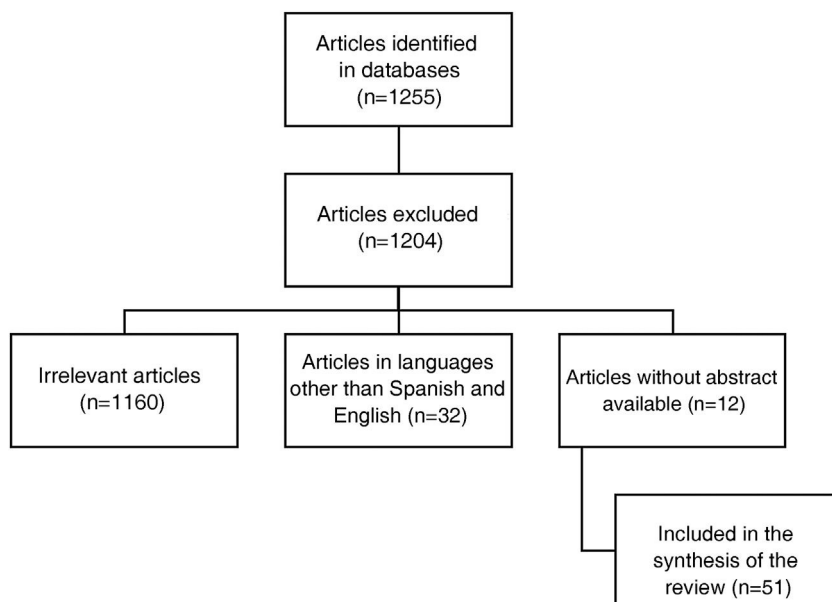 Articles identified
in databases
(n=1255)
Articles excluded
(n=1204)
Irrelevant articles
(n=1160)
Articles in languages
other than Spanish and
English (n=32)
Articles without abstract
available (n=12)
Included in the
synthesis of the
review (n=51)